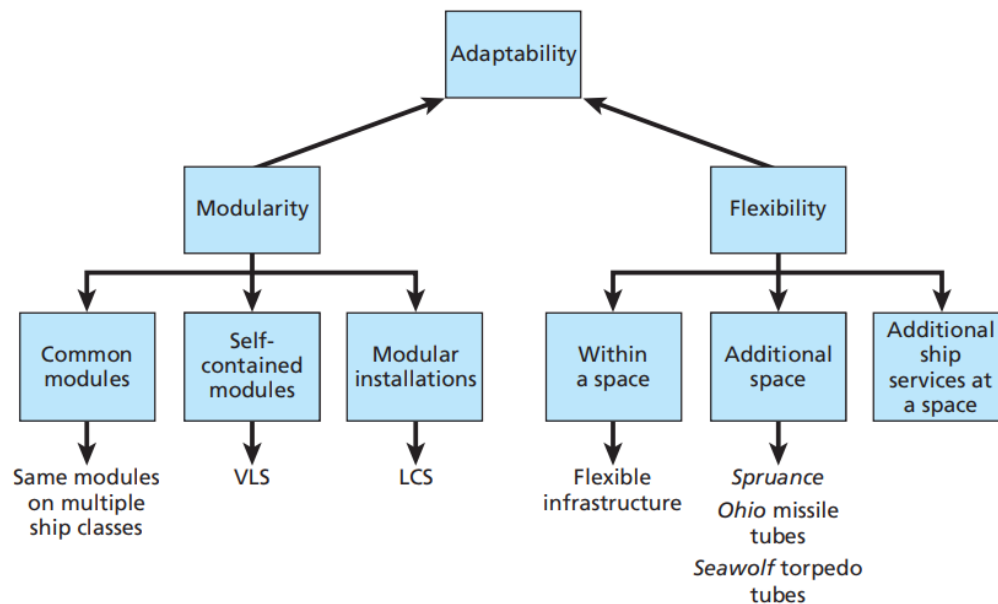 Adaptability
Modularity
Flexibility
Common
modules
Self-
contained
modules
Modular
installations
Within
a space
Additional
space
Additional
ship
services at
a space
Same modules
on multiple
ship classes
VLS
LCS
Flexible
infrastructure
Spruance
Ohio missile
tubes
Seawolf torpedo
tubes